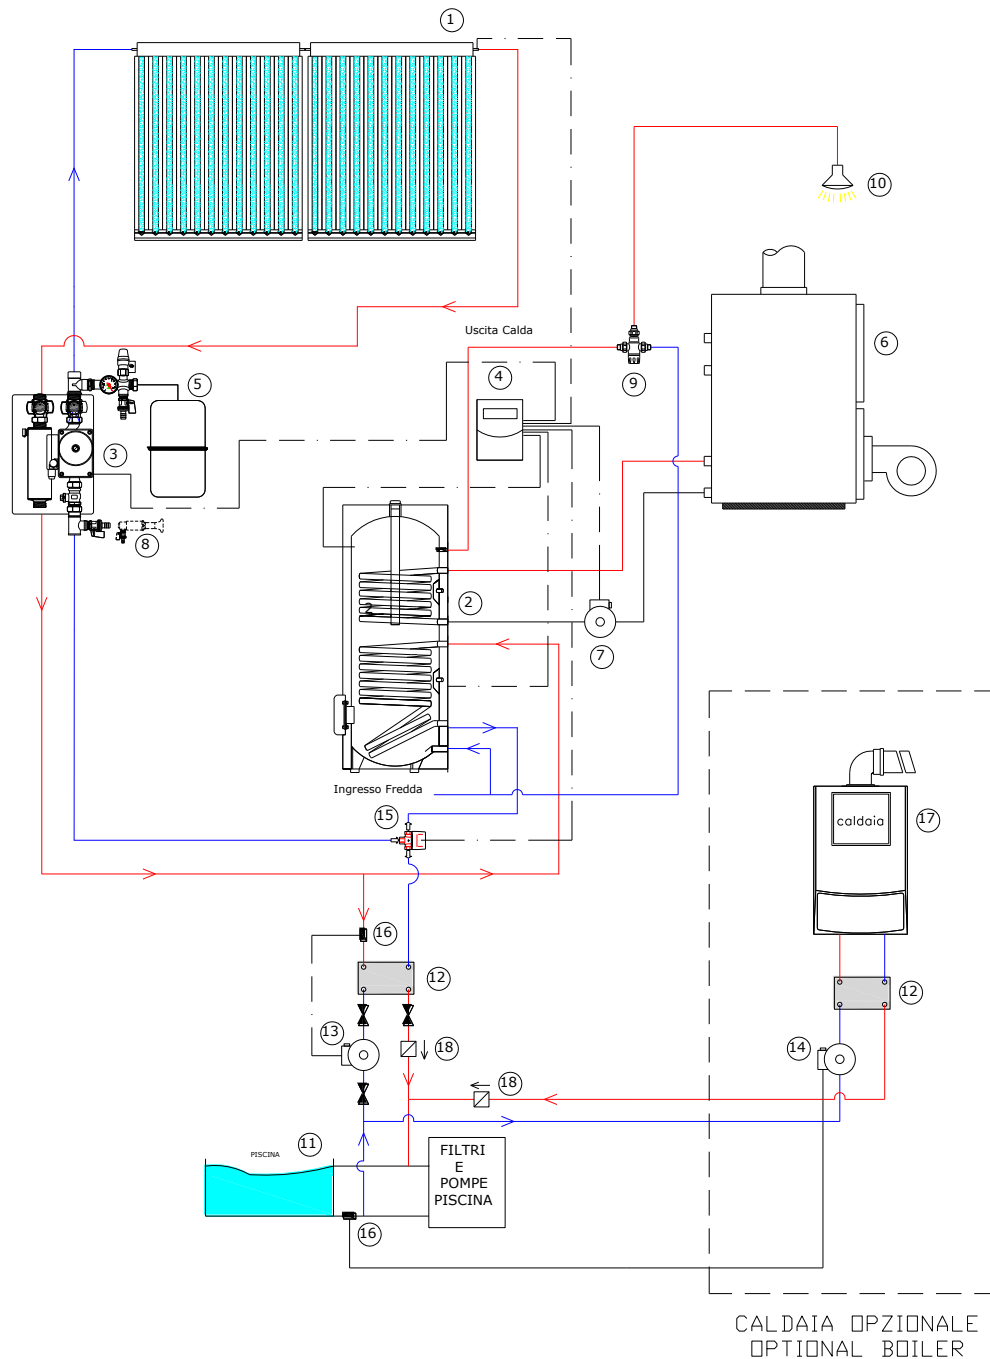 1
10
Uscita Calda
6
4
9
5
3
8
2
2
7
Ingresso Fredda
15
17
caldaia
16
12
12
13
14
18
18
11
PISCINA
FILTRI
E
POMPE
PISCINA
16
CALDAIA OPZIONALE
OPTIONAL BOILER